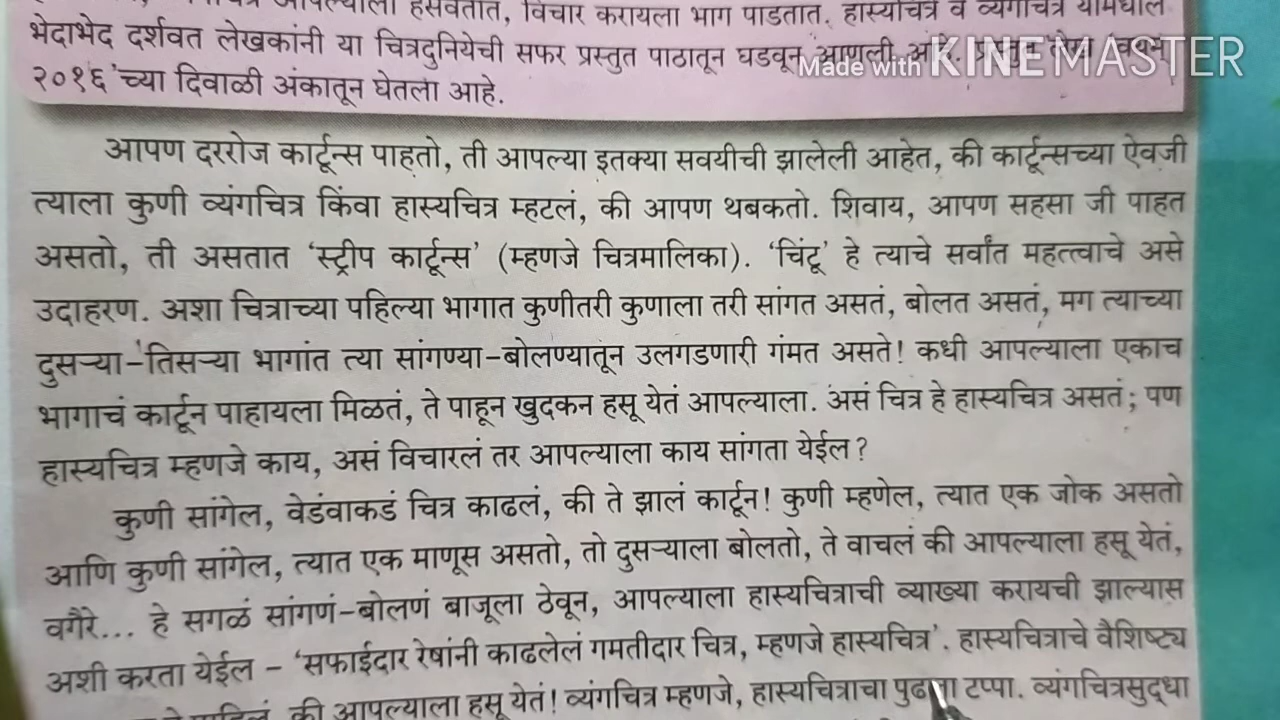 आपल्याला हसवतात, विचार करायला भाग पाडतात. हास्यचित्र व व्यंगचित्र यामधील
भेदाभेद दर्शवत लेखकांनी या चित्रदुनियेची सफर प्रस्तुत पाठातून घडवून आणली आहे. प्रस्तुत
Made with KINEMASTER
२०१६'च्या दिवाळी अंकातून घेतला आहे.
आपण दररोज कार्टून्स पाहतो, ती आपल्या इतक्या सवयीची झालेली आहेत, की कार्टून्सच्या ऐवजी
त्याला कुणी व्यंगचित्र किंवा हास्यचित्र म्हटलं, की आपण थबकतो. शिवाय, आपण सहसा जी पाहत
असतो, ती असतात 'स्ट्रीप कार्टून्स' (म्हणजे चित्रमालिका). 'चिंटू' हे त्याचे सर्वांत महत्त्वाचे असे
उदाहरण. अशा चित्राच्या पहिल्या भागात कुणीतरी कुणाला तरी सांगत असतं, बोलत असतं, मग त्याच्या
दुसऱ्या-तिसऱ्या भागांत त्या सांगण्या-बोलण्यातून उलगडणारी गंमत असते! कधी आपल्याला एकाच
भागाचं कार्टून पाहायला मिळतं, ते पाहून खुदकन हसू येतं आपल्याला. असं चित्र हे हास्यचित्र असतं; पण
हास्यचित्र म्हणजे काय, असं विचारलं तर आपल्याला काय सांगता येईल?
कुणी सांगेल, वेडंवाकडं चित्र काढलं, की ते झालं कार्टून! कुणी म्हणेल, त्यात एक जोक असतो
आणि कुणी सांगेल, त्यात एक माणूस असतो, तो दुसऱ्याला बोलतो, ते वाचलं की आपल्याला हसू येतं,
वगैरे... हे सगळं सांगणं-बोलणं बाजूला ठेवून, आपल्याला हास्यचित्राची व्याख्या करायची झाल्यास
अशी करता येईल – 'सफाईदार रेषांनी काढलेलं गमतीदार चित्र, म्हणजे हास्यचित्र'. हास्यचित्राचे वैशिष्ट्य
की आपल्याला हसू येतं! व्यंगचित्र म्हणजे, हास्यचित्राचा पुढचा टप्पा. व्यंगचित्रसुद्धा